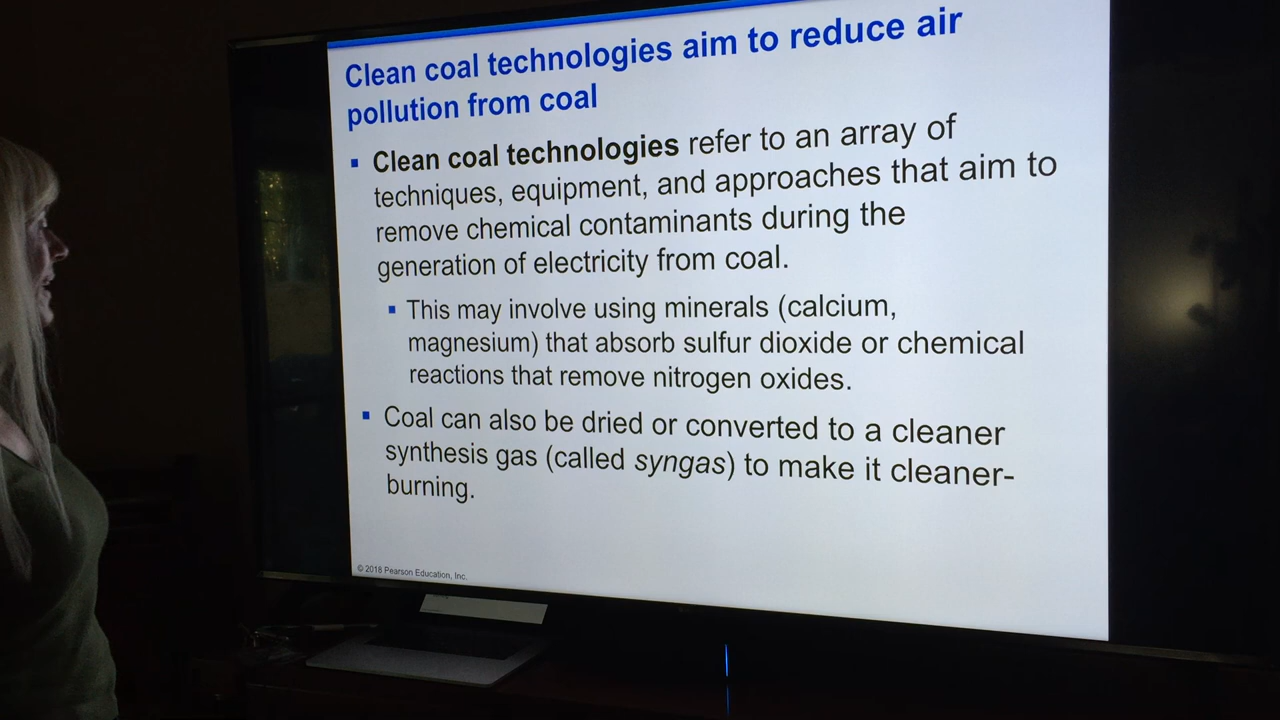 Clean coal technologies aim to reduce air
pollution from coal
Clean coal technologies refer to an array of
techniques, equipment, and approaches that aim to
remove chemical contaminants during the
generation of electricity from coal.
This may involve using minerals (calcium,
magnesium) that absorb sulfur dioxide or chemical
reactions that remove nitrogen oxides.
Coal can also be dried or converted to a cleaner
synthesis gas (called syngas) to make it cleaner-
burning.
© 2018 Pearson Education, Inc.